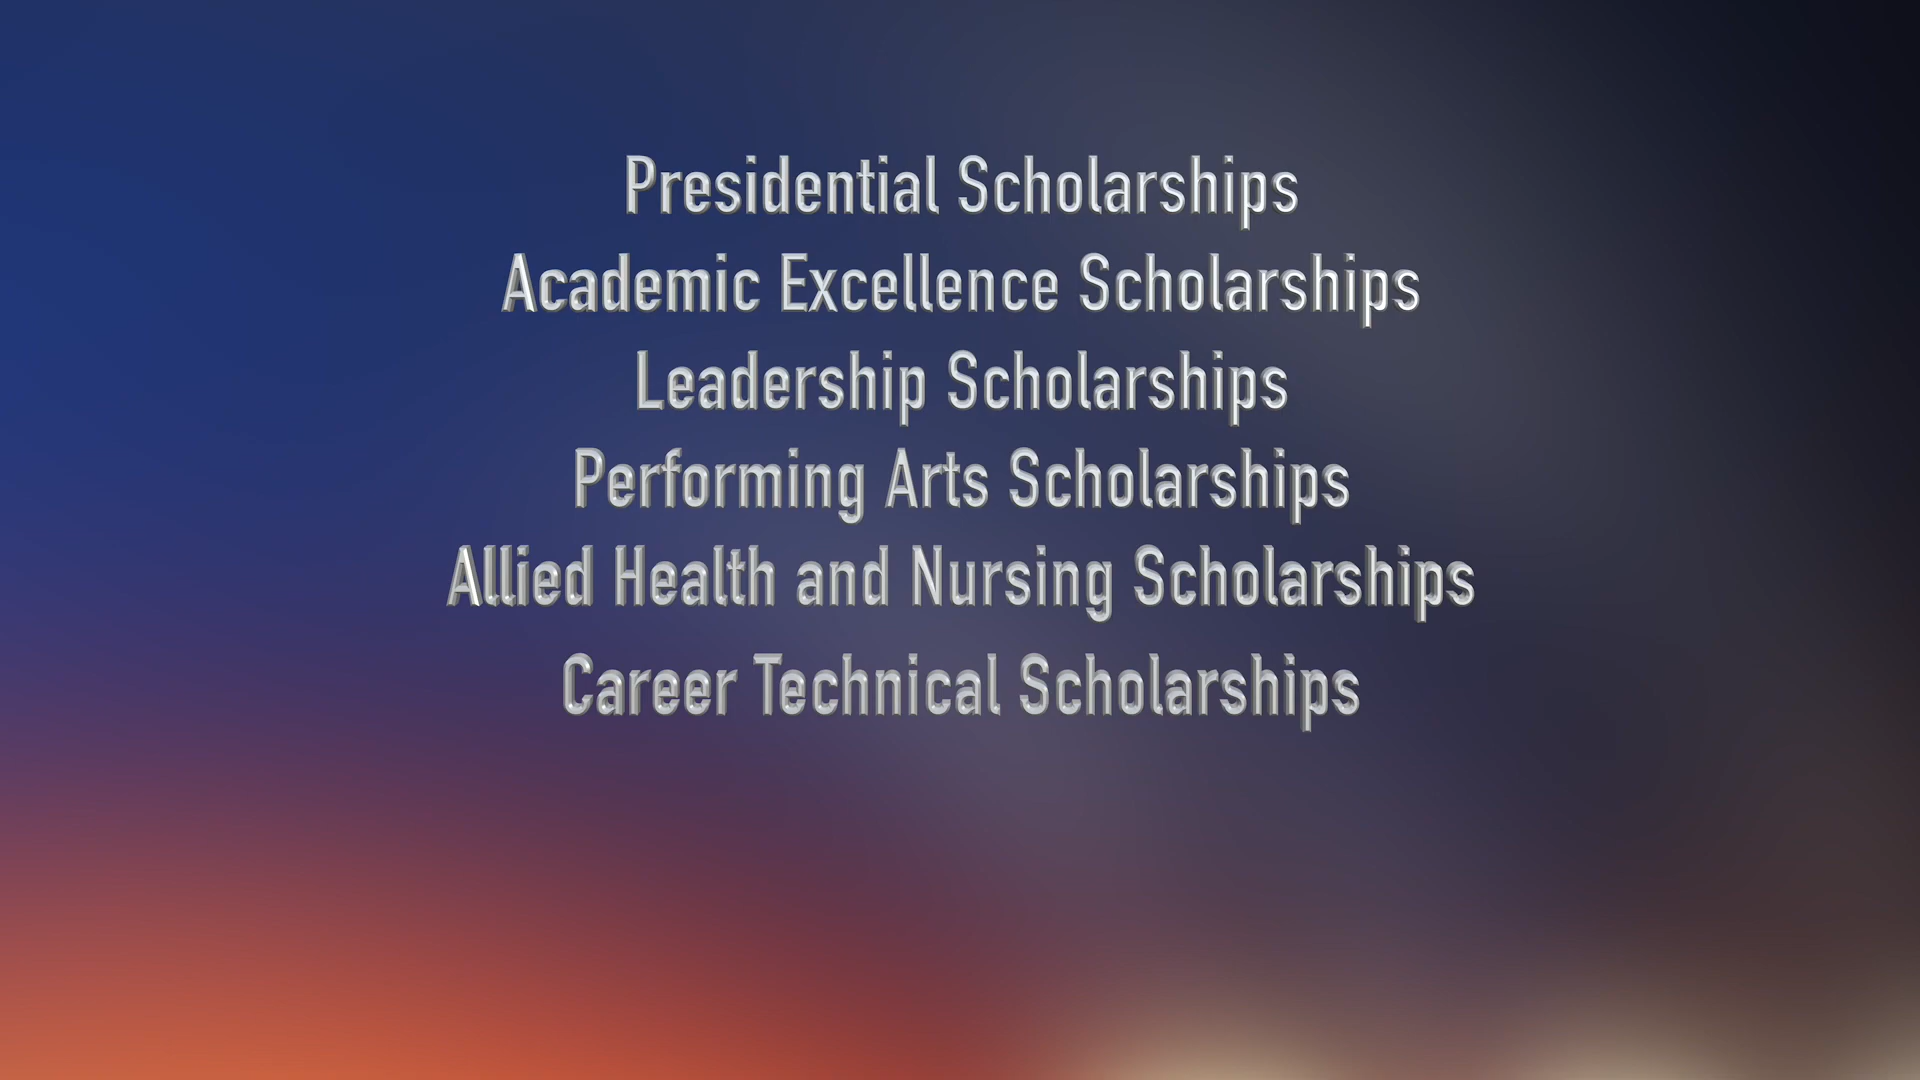 Presidential Scholarships
Academic Excellence Scholarships
Leadership Scholarships
Performing Arts Scholarships
Allied Health and Nursing Scholarships
Career Technical Scholarships